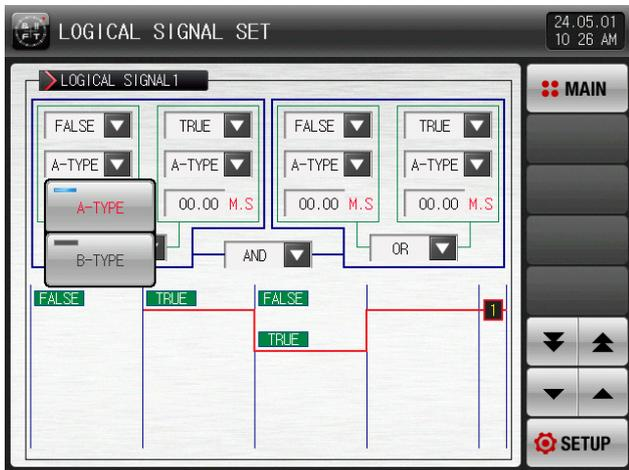 LOGICAL SIGNAL SET
24.05.01
10 26 AM
LOGICAL SIGNAL1
MAIN
FALSE TRUE FALSE TRUE
A-TYPE A-TYPE A-TYPE A-TYPE
A-TYPE 00.00 M.S 00.00 M.S 00.00 M.S
B-TYPE AND OR
FALSE TRUE FALSE
1
TRUE
SETUP